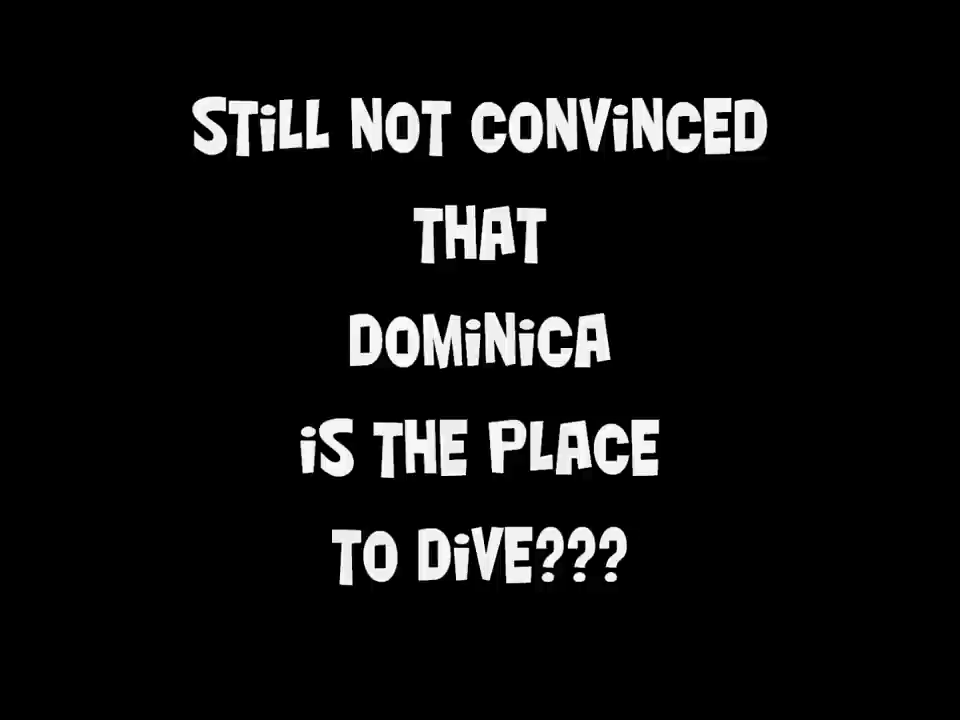 STiLL NOT CONViNCED
THAT
DOMiNiCA
iS THE PLACE
TO DiVE???